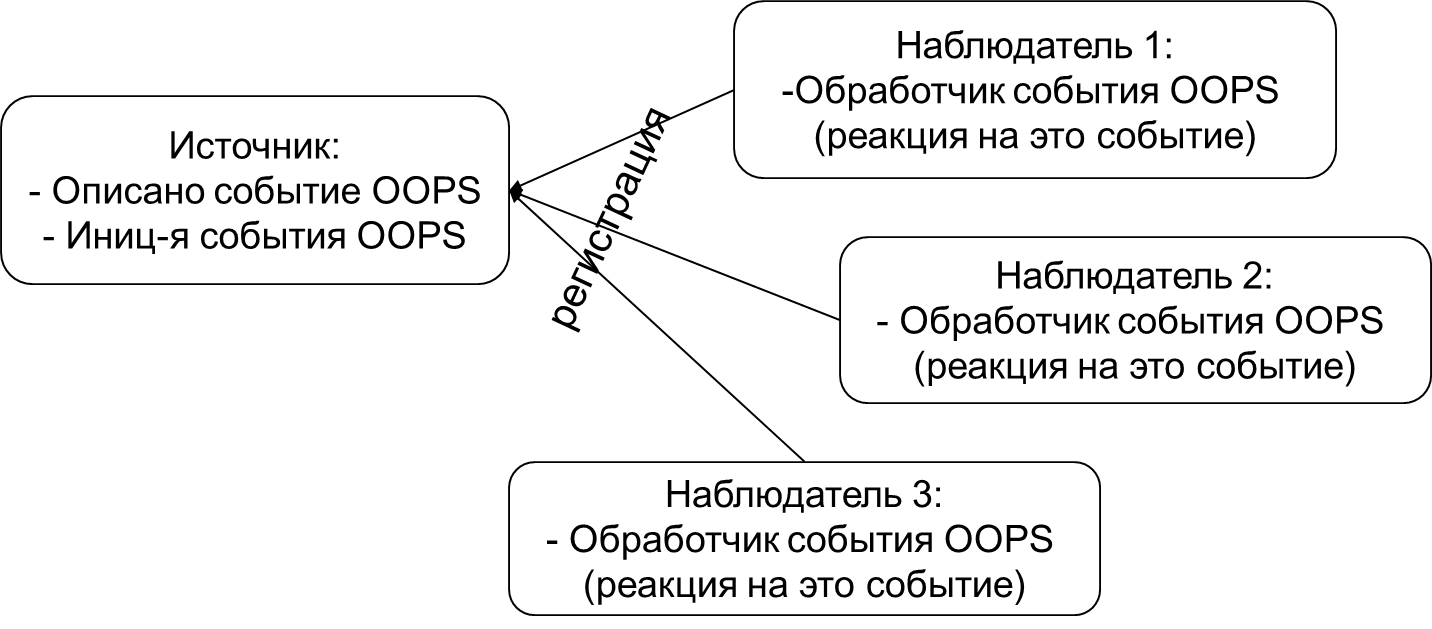 Источник:
- Описано событие OOPS
- Иниц-я события OOPS
регистрация
Наблюдатель 1:
-Обработчик события OOPS
(реакция на это событие)
Наблюдатель 2:
- Обработчик события OOPS
(реакция на это событие)
Наблюдатель 3:
- Обработчик события OOPS
(реакция на это событие)